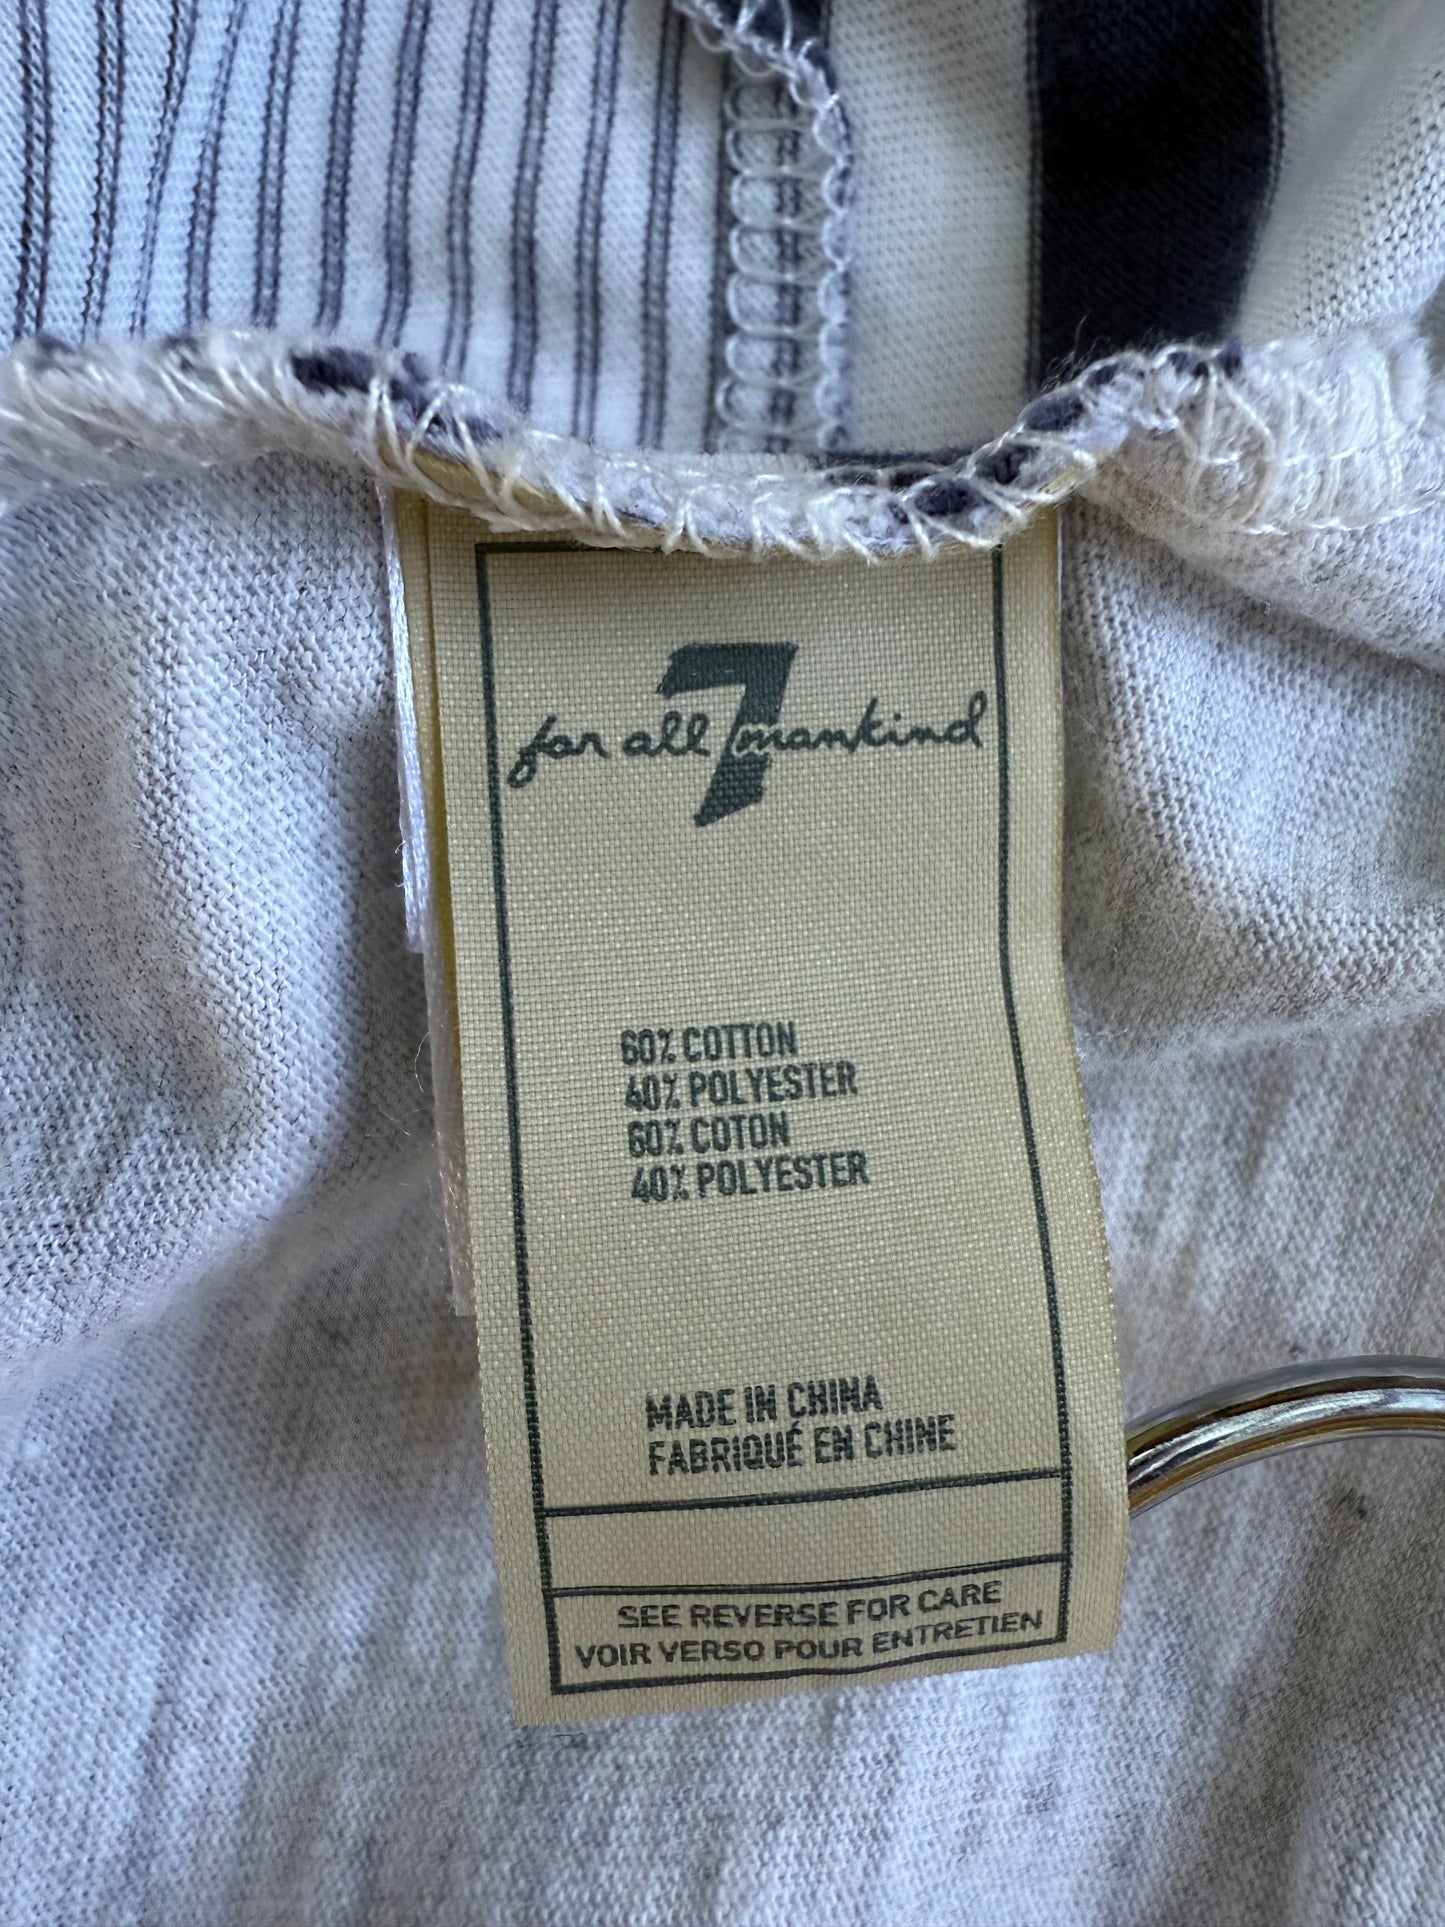 for all 7 mankind
60% COTTON
40% POLYESTER
60% COTON
40% POLYESTER
MADE IN CHINA
FABRIQUÉ EN CHINE
SEE REVERSE FOR CARE
VOIR VERSO POUR ENTRETIEN